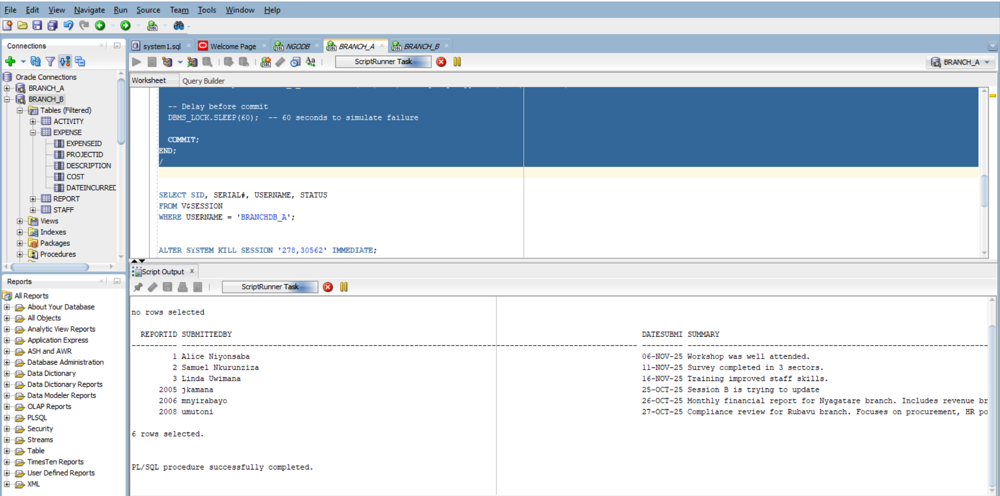 File Edit View Navigate Run Source Team Tools Window Help
Connections
Oracle Connections
BRANCH_A
BRANCH_B
Tables (Filtered)
ACTIVITY
EXPENSE
EXPENSEID
PROJECTID
DESCRIPTION
COST
DATEINCURRED
REPORT
STAFF
Views
Indexes
Packages
Procedures
Reports
All Reports
About Your Database
All Objects
Analytic View Reports
Application Express
ASH and AWR
Database Administration
Data Dictionary
Data Dictionary Reports
Data Modeler Reports
OLAP Reports
PLSQL
Security
Streams
Table
TimesTen Reports
User Defined Reports
XML
system1.sql Welcome Page NGODB BRANCH_A BRANCH_B
ScriptRunner Task BRANCH_A
Worksheet Query Builder
-- Delay before commit
DBMS_LOCK.SLEEP(60); -- 60 seconds to simulate failure
COMMIT;
END;
/
SELECT SID, SERIAL#, USERNAME, STATUS
FROM V$SESSION
WHERE USERNAME = 'BRANCHDB_A';
ALTER SYSTEM KILL SESSION '278,30562' IMMEDIATE;
Script Output
ScriptRunner Task
no rows selected
REPORTID SUBMITTEDBY DATESUBMI SUMMARY
1 Alice Niyonsaba 06-NOV-25 Workshop was well attended.
2 Samuel Nkurunziza 11-NOV-25 Survey completed in 3 sectors.
3 Linda Uwimana 16-NOV-25 Training improved staff skills.
2005 jkamana 25-OCT-25 Session B is trying to update
2006 mnyirabayo 26-OCT-25 Monthly financial report for Nyagatare branch. Includes revenue br
2008 umutoni 27-OCT-25 Compliance review for Rubavu branch. Focuses on procurement, HR po
6 rows selected.
PL/SQL procedure successfully completed.